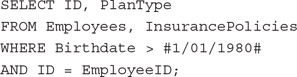 SELECT ID, PlanType
FROM Employees, InsurancePolicies
WHERE Birthdate > #1/01/1980#
AND ID = EmployeeID;